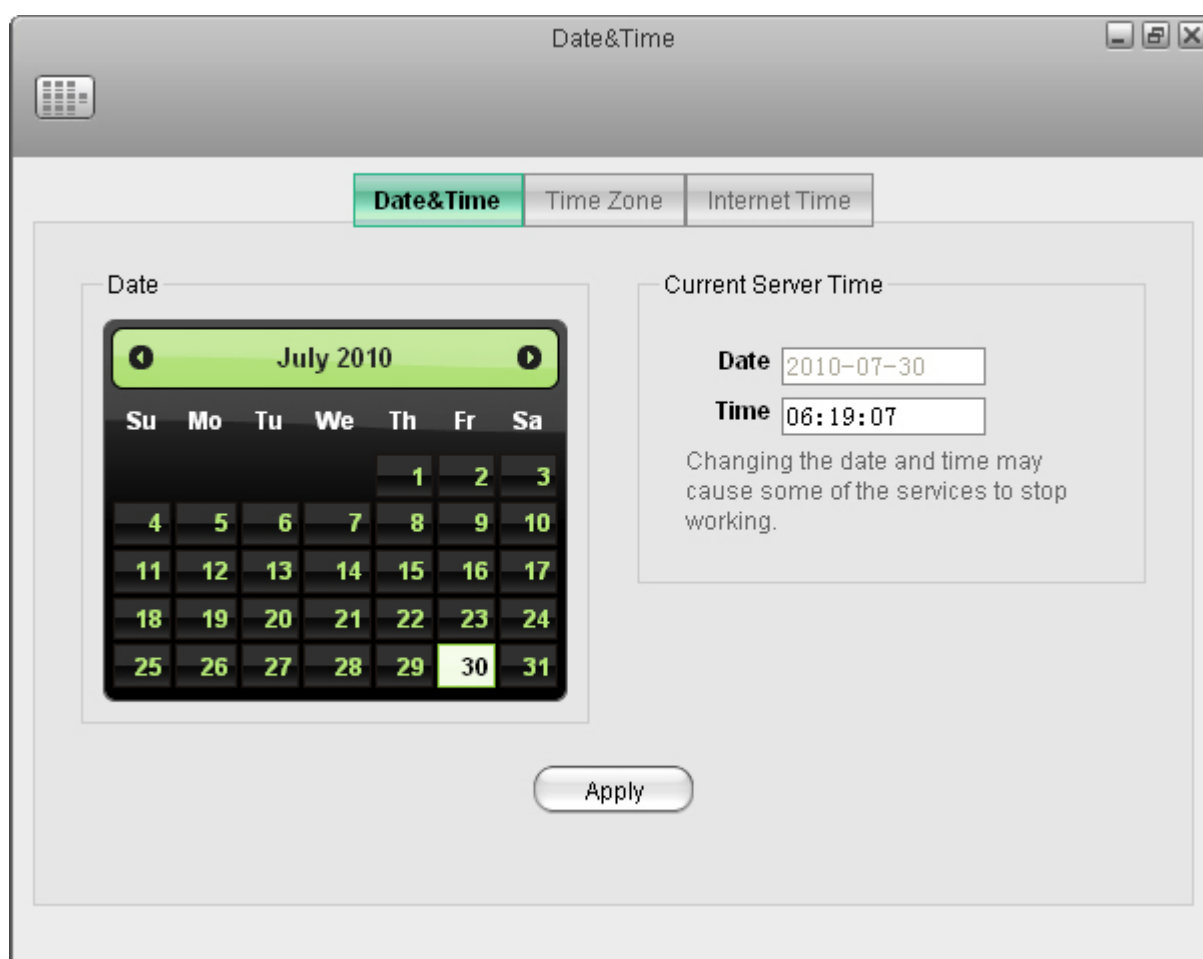 Date&Time
Date&Time Time Zone Internet Time
Date
July 2010
Su Mo Tu We Th Fr Sa
1 2 3
4 5 6 7 8 9 10
11 12 13 14 15 16 17
18 19 20 21 22 23 24
25 26 27 28 29 30 31
Current Server Time
Date 2010-07-30
Time 06:19:07
Changing the date and time may
cause some of the services to stop
working.
Apply